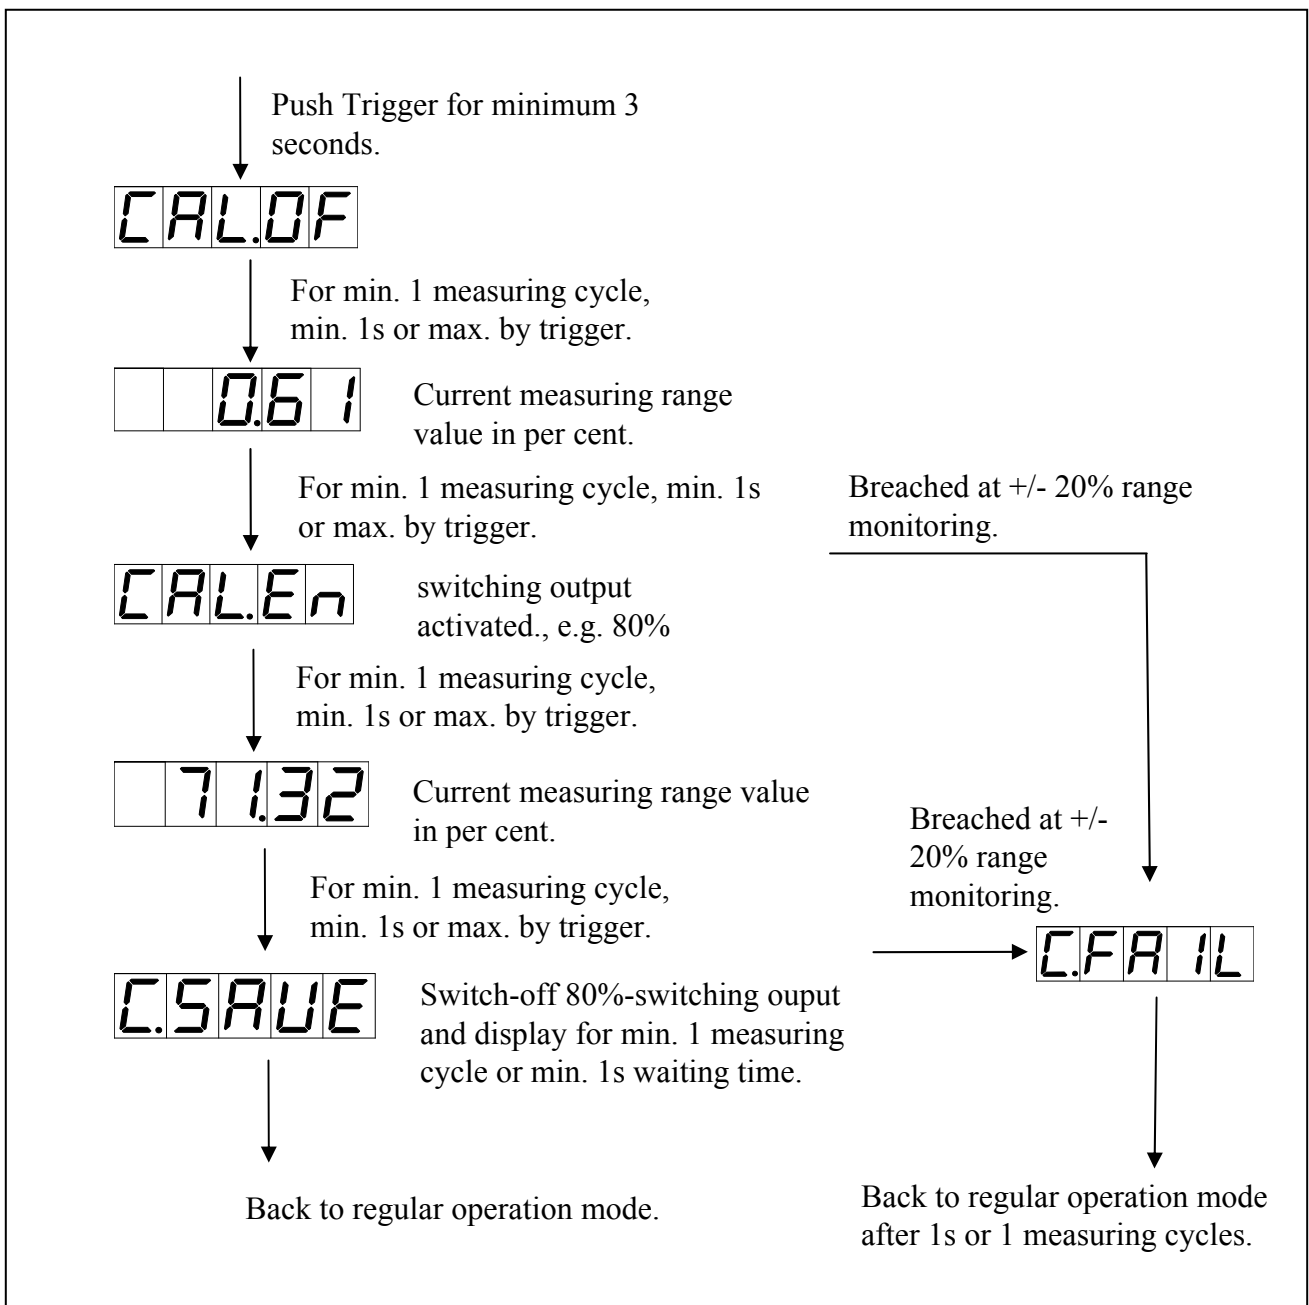 Push Trigger for minimum 3
seconds.
CAL.OF
For min. 1 measuring cycle,
min. 1s or max. by trigger.
0.61
Current measuring range
value in per cent.
For min. 1 measuring cycle, min. 1s
or max. by trigger.
Breached at +/- 20% range
monitoring.
CAL.En
switching output
activated., e.g. 80%
For min. 1 measuring cycle,
min. 1s or max. by trigger.
71.32
Current measuring range value
in per cent.
Breached at +/-
20% range
monitoring.
For min. 1 measuring cycle,
min. 1s or max. by trigger.
C.FAIL
C.SAVE
Switch-off 80%-switching ouput
and display for min. 1 measuring
cycle or min. 1s waiting time.
Back to regular operation mode.
Back to regular operation mode
after 1s or 1 measuring cycles.